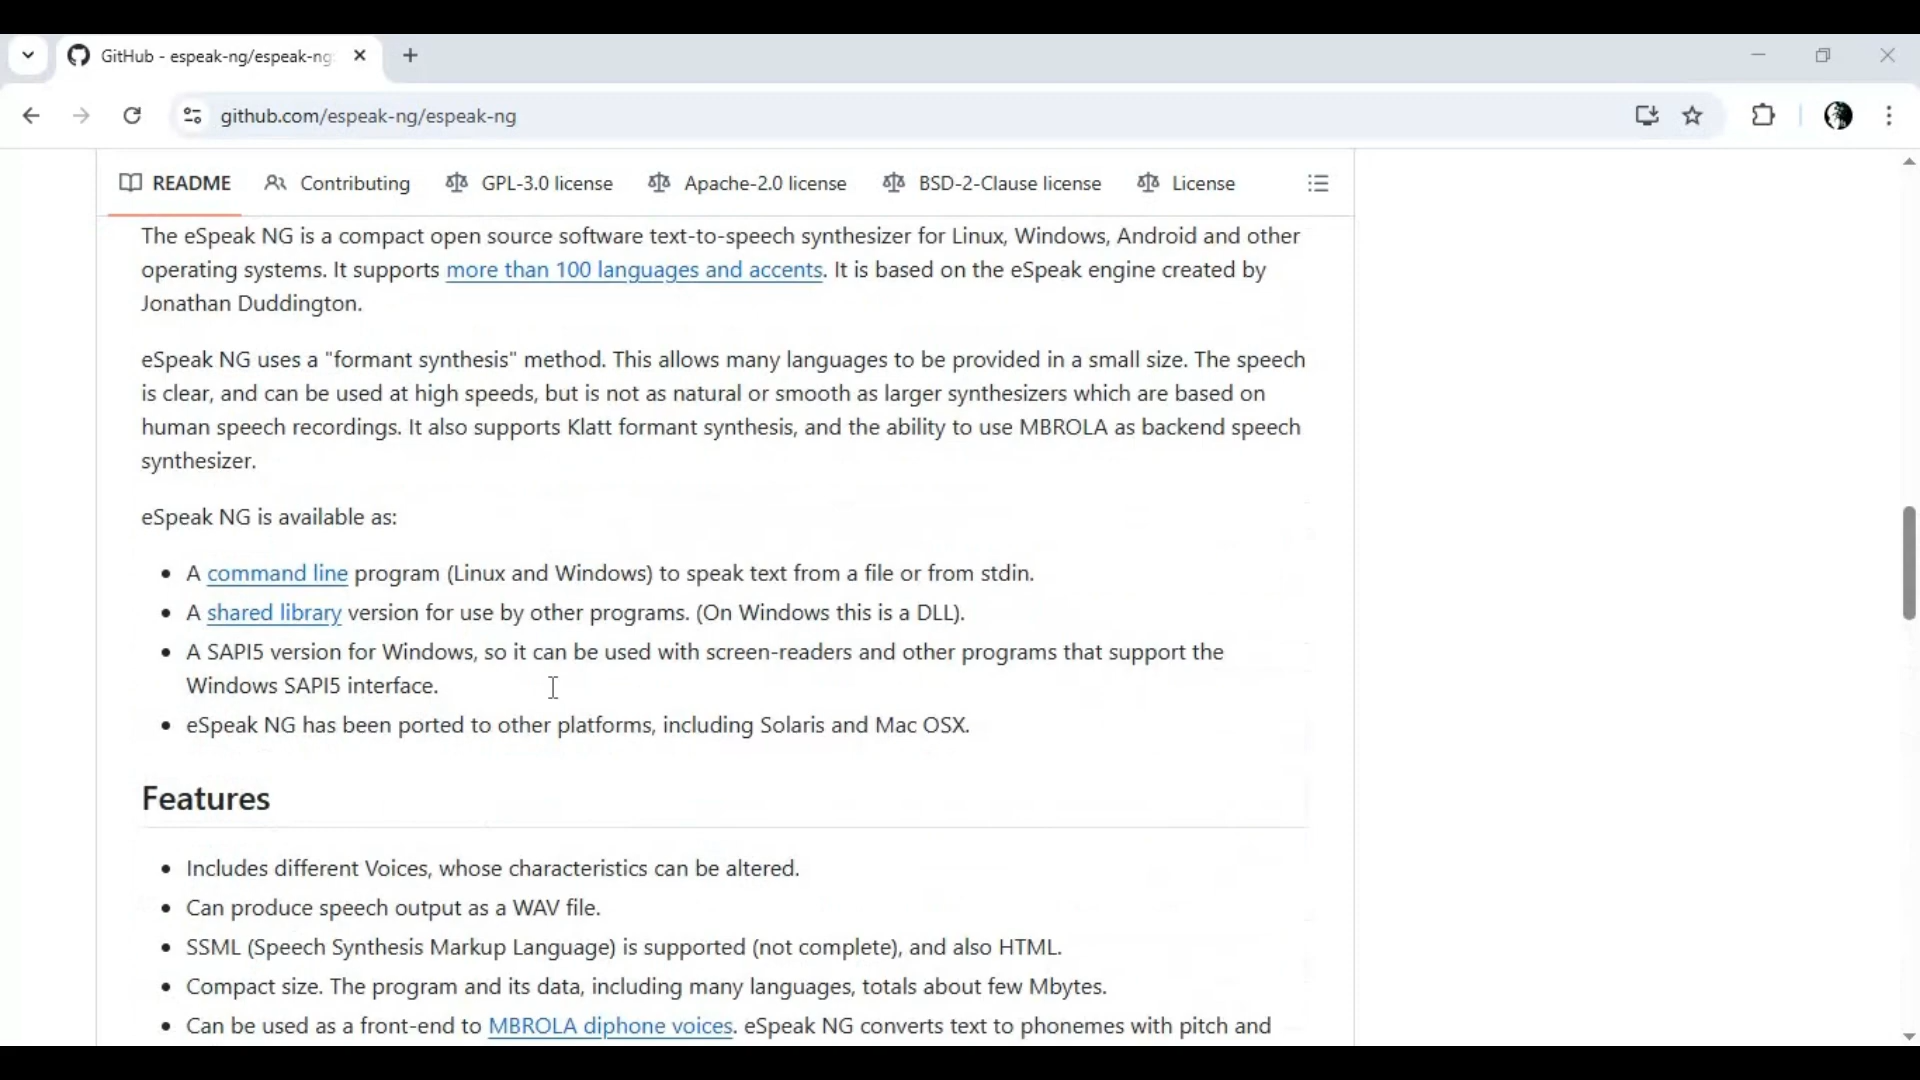 GitHub - espeak-ng/espeak-ng
github.com/espeak-ng/espeak-ng
README Contributing GPL-3.0 license Apache-2.0 license BSD-2-Clause license License
The eSpeak NG is a compact open source software text-to-speech synthesizer for Linux, Windows, Android and other
operating systems. It supports more than 100 languages and accents. It is based on the eSpeak engine created by
Jonathan Duddington.
eSpeak NG uses a "formant synthesis" method. This allows many languages to be provided in a small size. The speech
is clear, and can be used at high speeds, but is not as natural or smooth as larger synthesizers which are based on
human speech recordings. It also supports Klatt formant synthesis, and the ability to use MBROLA as backend speech
synthesizer.
eSpeak NG is available as:
A command line program (Linux and Windows) to speak text from a file or from stdin.
A shared library version for use by other programs. (On Windows this is a DLL).
A SAPI5 version for Windows, so it can be used with screen-readers and other programs that support the
Windows SAPI5 interface.
eSpeak NG has been ported to other platforms, including Solaris and Mac OSX.
Features
Includes different Voices, whose characteristics can be altered.
Can produce speech output as a WAV file.
SSML (Speech Synthesis Markup Language) is supported (not complete), and also HTML.
Compact size. The program and its data, including many languages, totals about few Mbytes.
Can be used as a front-end to MBROLA diphone voices. eSpeak NG converts text to phonemes with pitch and